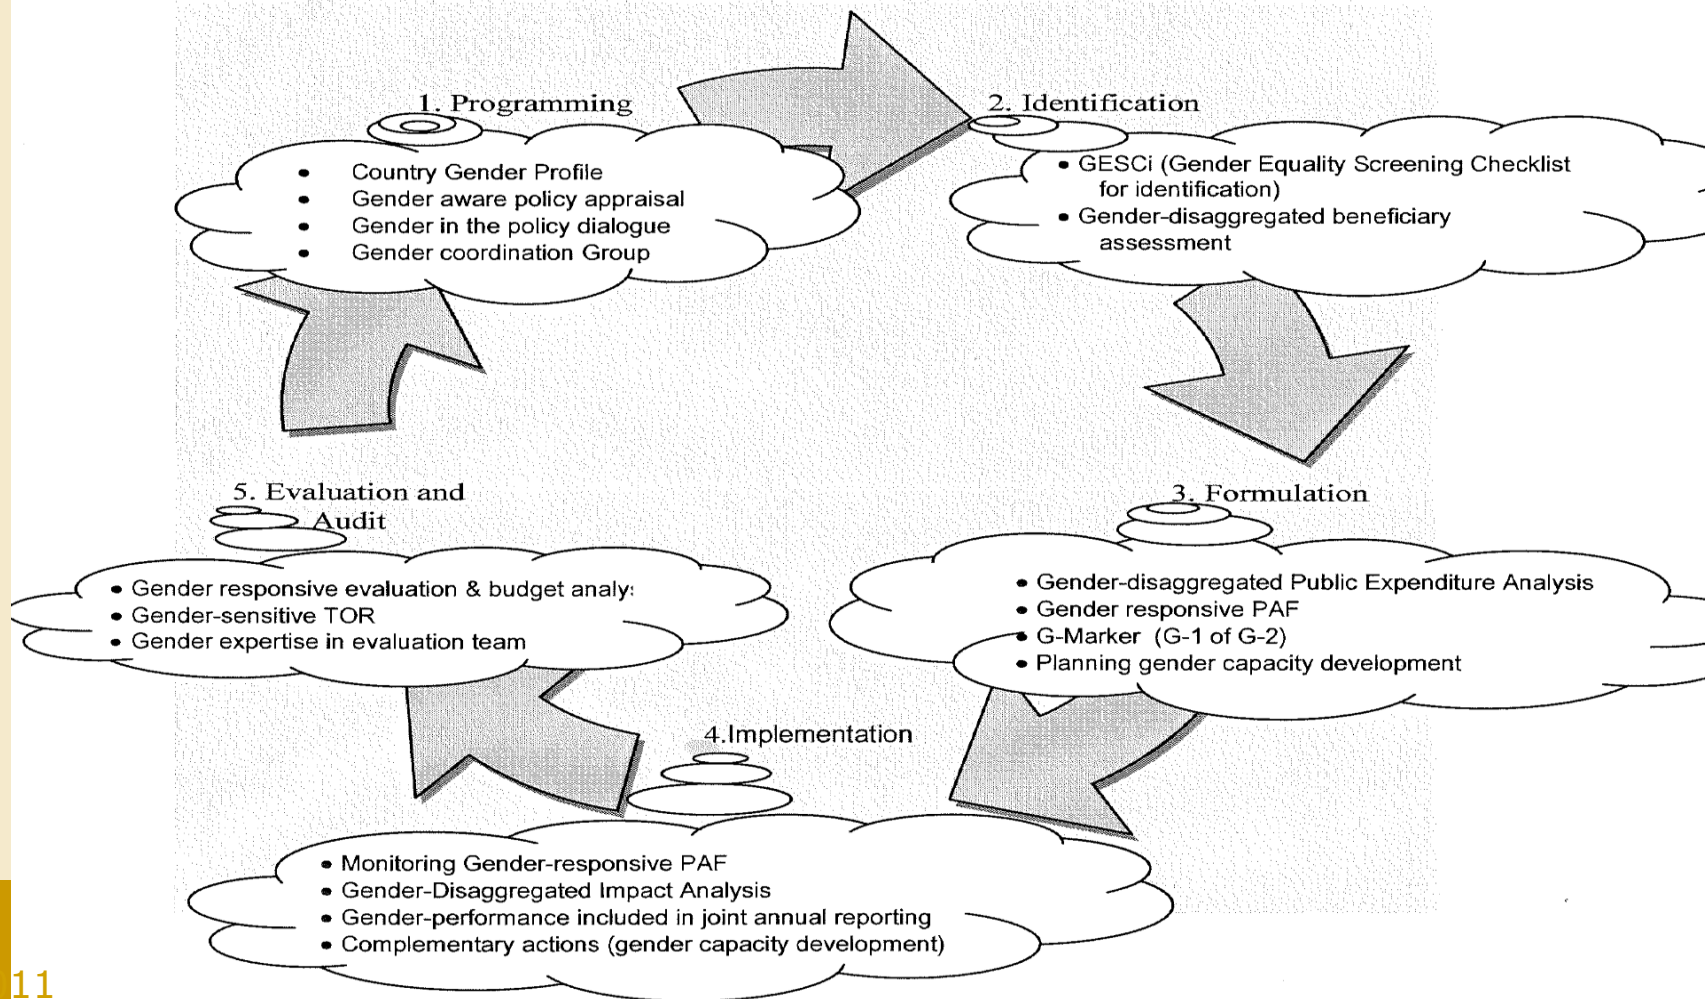 1. Programming
• Country Gender Profile
• Gender aware policy appraisal
• Gender in the policy dialogue
• Gender coordination Group
2. Identification
• GESCi (Gender Equality Screening Checklist
for identification)
• Gender-disaggregated beneficiary
assessment
3. Formulation
• Gender-disaggregated Public Expenditure Analysis
• Gender responsive PAF
• G-Marker (G-1 of G-2)
• Planning gender capacity development
4.Implementation
• Monitoring Gender-responsive PAF
• Gender-Disaggregated Impact Analysis
• Gender-performance included in joint annual reporting
• Complementary actions (gender capacity development)
5. Evaluation and
Audit
• Gender responsive evaluation & budget
• Gender-sensitive TOR
• Gender expertise in evaluation team
11